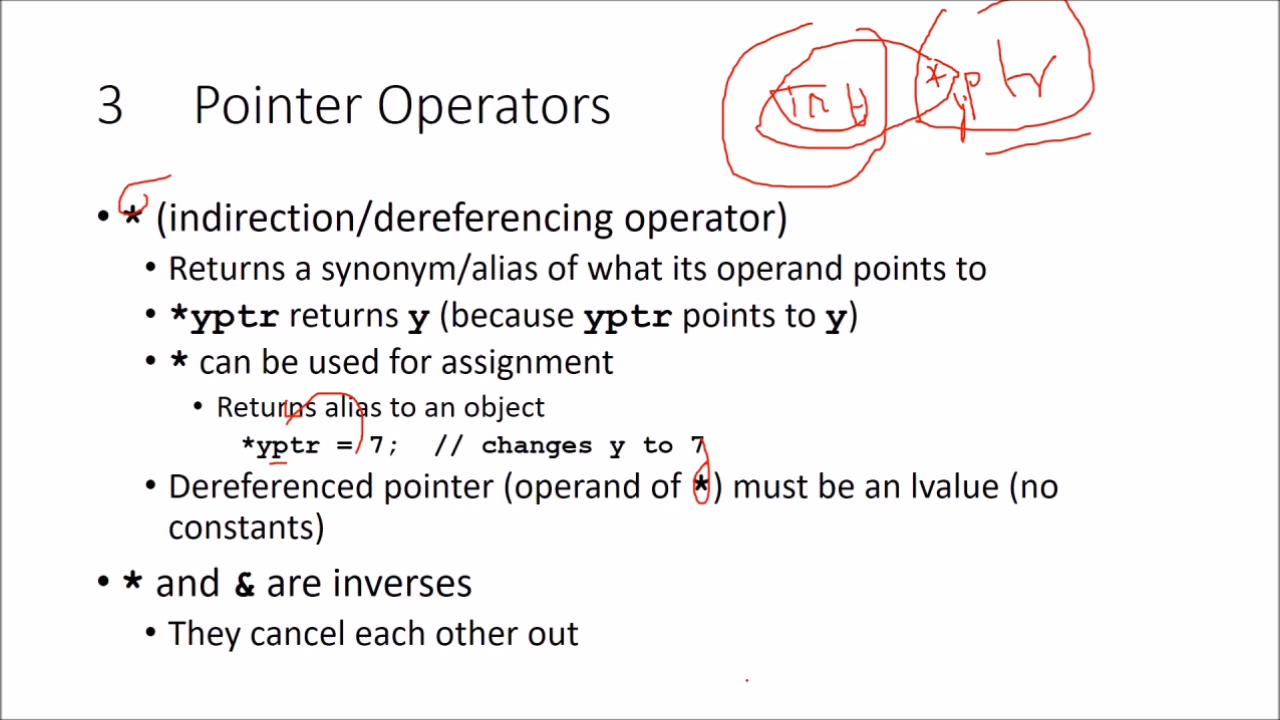 3 Pointer Operators
int *yptr
• * (indirection/dereferencing operator)
• Returns a synonym/alias of what its operand points to
• *yptr returns y (because yptr points to y)
• * can be used for assignment
• Returns alias to an object
*yptr = 7; // changes y to 7
• Dereferenced pointer (operand of *) must be an lvalue (no
constants)
• * and & are inverses
• They cancel each other out